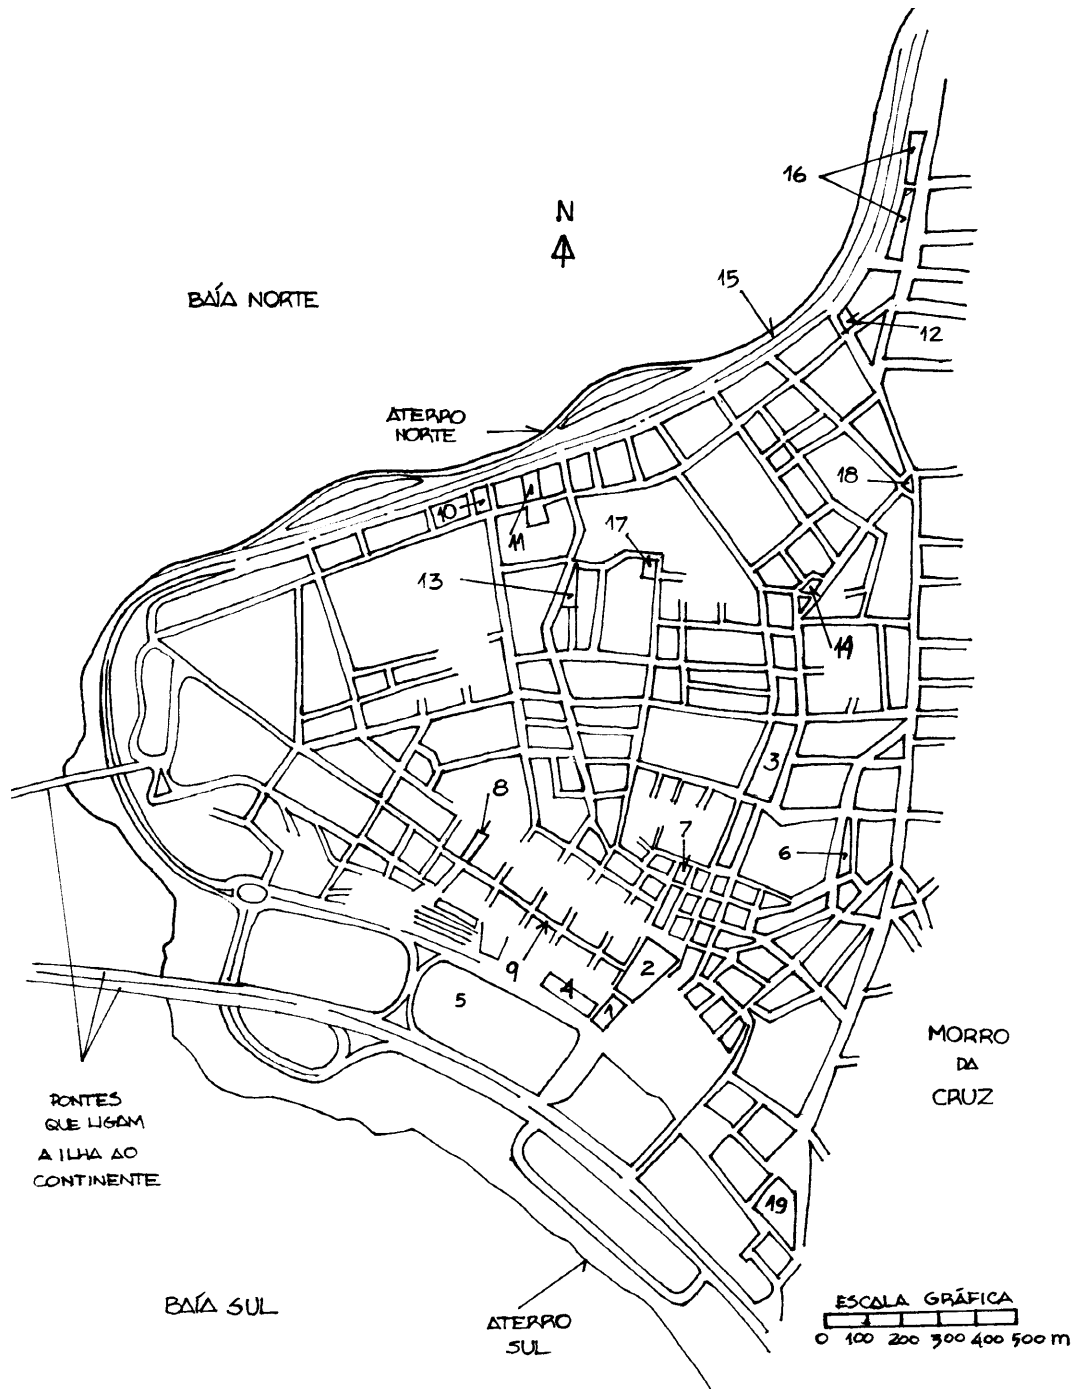 16
N
15
BAÍA NORTE
12
ATERRO
NORTE
18
10
11
17
13
14
3
8
7
6
9
2
4
1
5
MORRO
DA
CRUZ
PONTES
QUE LIGAM
A ILHA AO
CONTINENTE
19
BAÍA SUL
ATERRO
SUL
ESCALA GRÁFICA
0 100 200 300 400 500 m